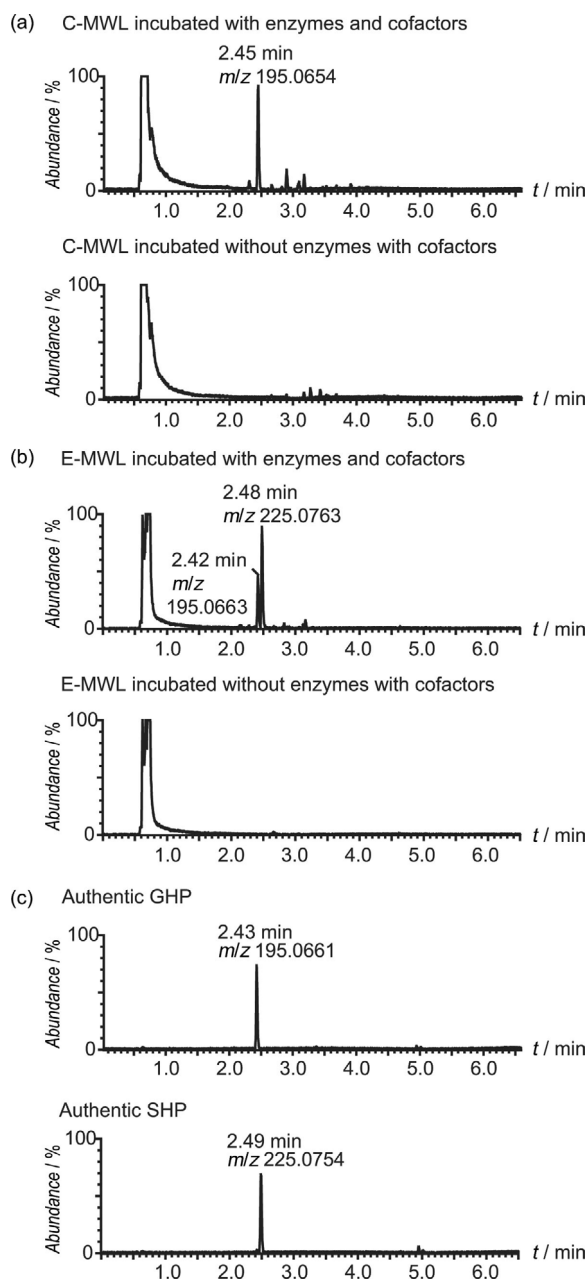 (a) C-MWL incubated with enzymes and cofactors
2.45 min
m/z 195.0654
Abundance / %
100
0
1.0 2.0 3.0 4.0 5.0 6.0 t / min
C-MWL incubated without enzymes with cofactors
Abundance / %
100
0
1.0 2.0 3.0 4.0 5.0 6.0 t / min
(b) E-MWL incubated with enzymes and cofactors
2.48 min
m/z 225.0763
2.42 min
m/z
195.0663
Abundance / %
100
0
1.0 2.0 3.0 4.0 5.0 6.0 t / min
E-MWL incubated without enzymes with cofactors
Abundance / %
100
0
1.0 2.0 3.0 4.0 5.0 6.0 t / min
(c) Authentic GHP
2.43 min
m/z 195.0661
Abundance / %
100
0
1.0 2.0 3.0 4.0 5.0 6.0 t / min
Authentic SHP
2.49 min
m/z 225.0754
Abundance / %
100
0
1.0 2.0 3.0 4.0 5.0 6.0 t / min